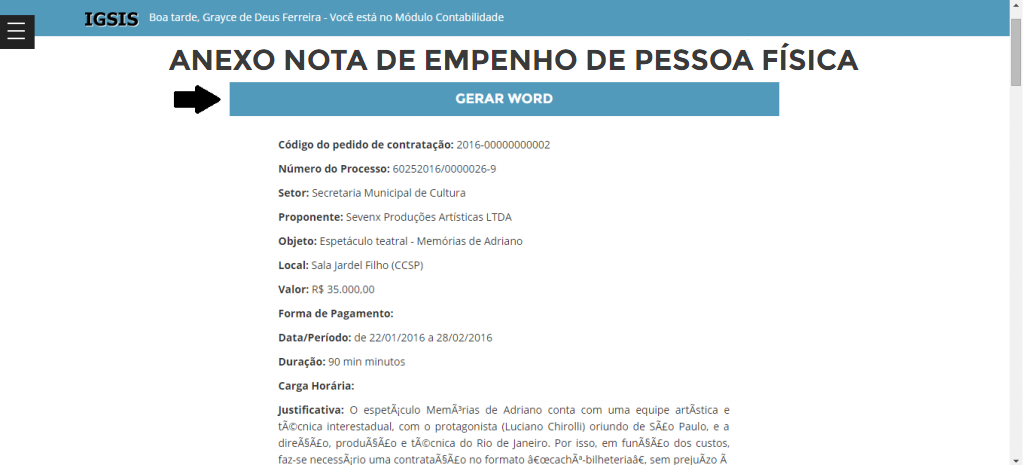 IGSIS Boa tarde, Grayce de Deus Ferreira - Você está no Módulo Contabilidade
ANEXO NOTA DE EMPENHO DE PESSOA FÍSICA
GERAR WORD
Código do pedido de contratação: 2016-00000000002
Número do Processo: 60252016/0000026-9
Setor: Secretaria Municipal de Cultura
Proponente: Sevenx Produções Artísticas LTDA
Objeto: Espetáculo teatral - Memórias de Adriano
Local: Sala Jardel Filho (CCSP)
Valor: R$ 35.000,00
Forma de Pagamento:
Data/Período: de 22/01/2016 a 28/02/2016
Duração: 90 min minutos
Carga Horária:
Justificativa: O espetÃ¡culo MemÃ³rias de Adriano conta com uma equipe artÃ­stica e
tÃ©cnica interestadual, com o protagonista (Luciano Chirolli) oriundo de SÃ£o Paulo, e a
direÃ§Ã£o, produÃ§Ã£o e tÃ©cnica do Rio de Janeiro. Por isso, em funÃ§Ã£o dos custos,
faz-se necessÃ¡rio uma contrataÃ§Ã£o no formato â€œcachÃª-bilheteriaâ€, sem prejuÃ­zo Ã